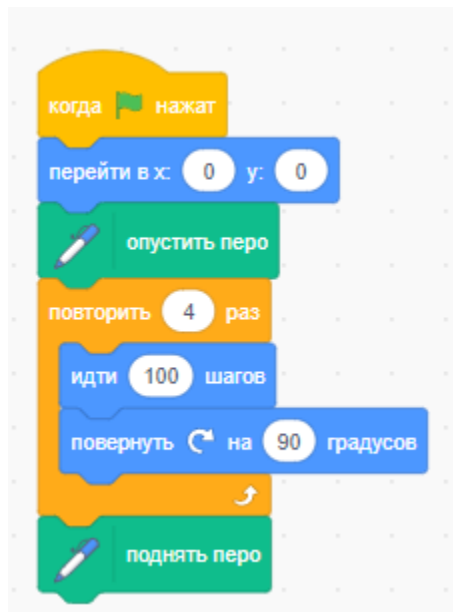 когда нажат
перейти в x: 0 y: 0
опустить перо
повторить 4 раз
идти 100 шагов
повернуть на 90 градусов
поднять перо